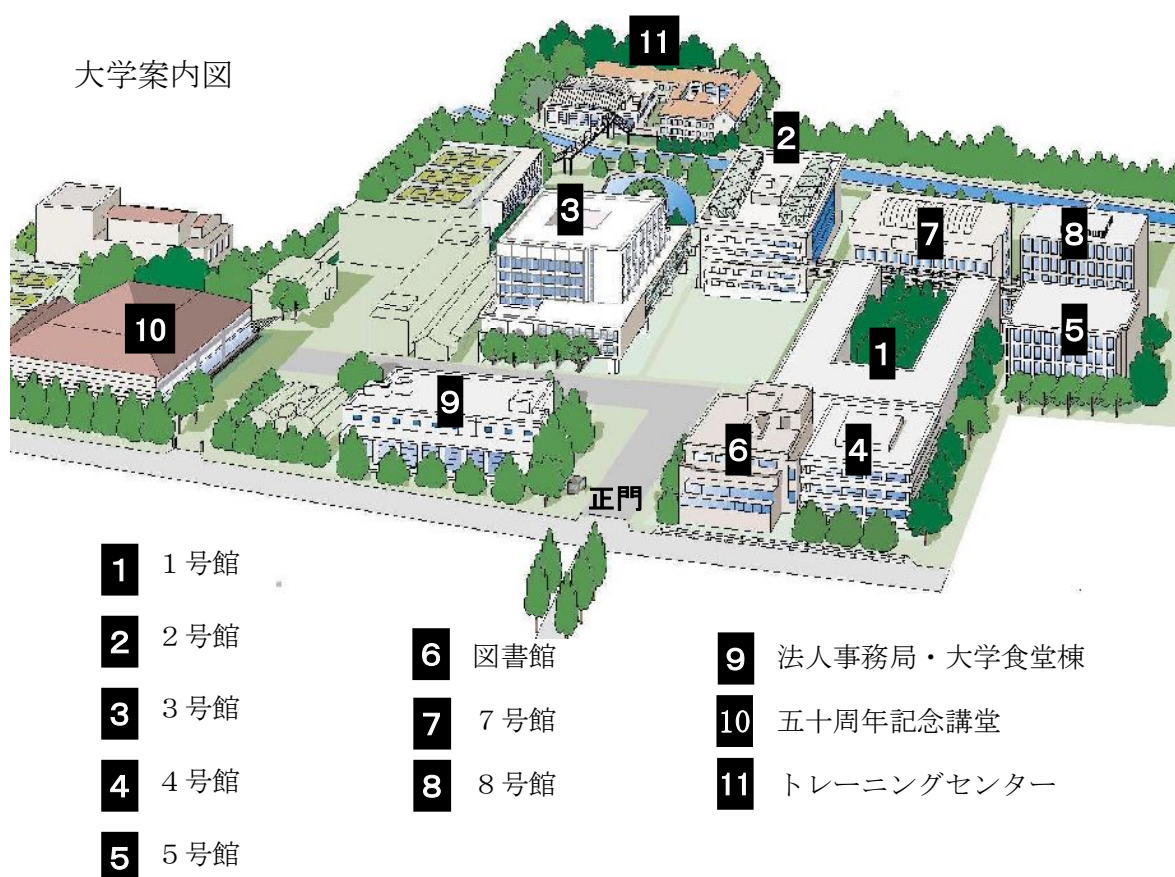 大学案内図
11
2
3
7
8
10
5
1
9
6
4
正門
1 １号館
2 ２号館
3 ３号館
4 ４号館
5 ５号館
6 図書館
7 ７号館
8 ８号館
9 法人事務局・大学食堂棟
10 五十周年記念講堂
11 トレーニングセンター